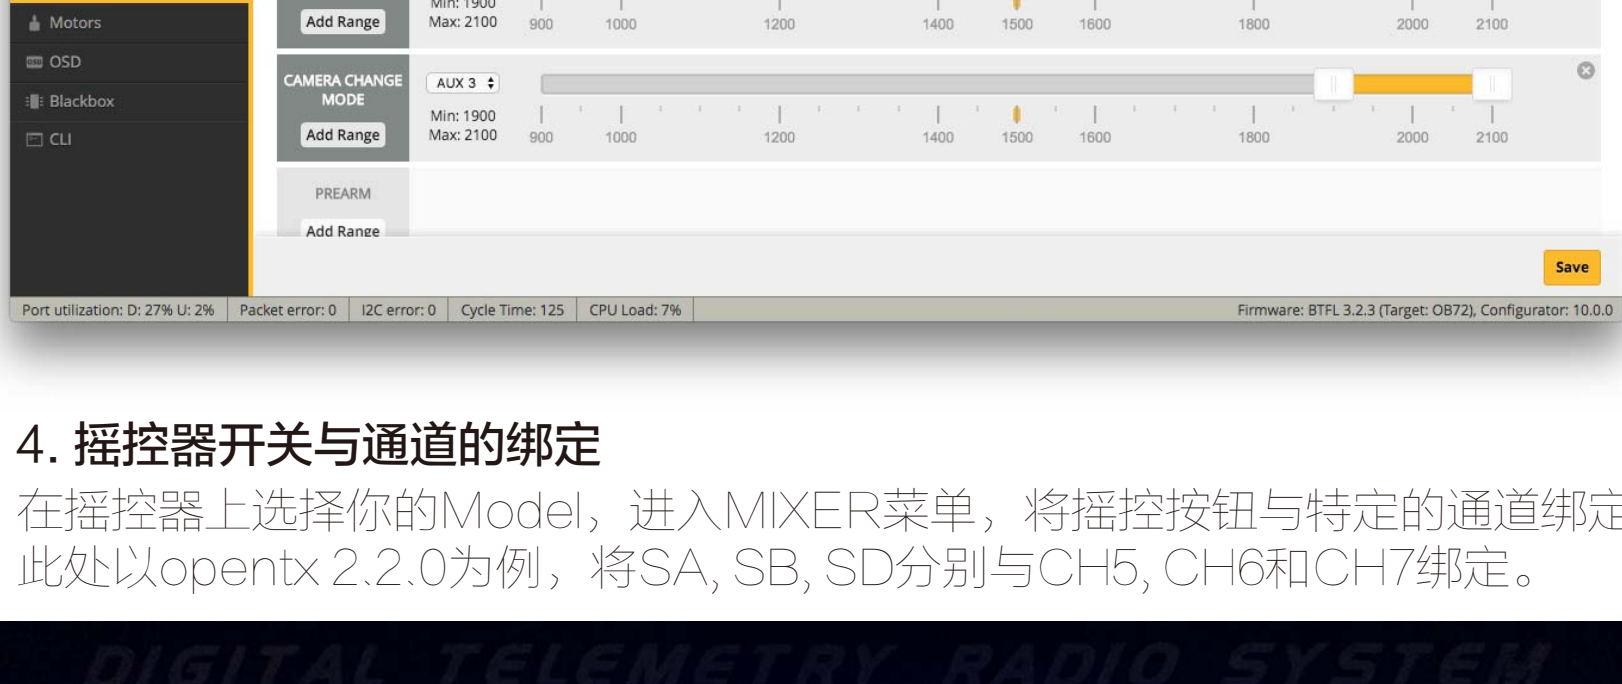 Min: 1900
Motors
Add Range
Max: 2100
900 1000 1200 1400 1500 1600 1800 2000 2100
OSD
CAMERA CHANGE
MODE
AUX 3
Blackbox
Min: 1900
CLI
Add Range
Max: 2100
900 1000 1200 1400 1500 1600 1800 2000 2100
PREARM
Add Range
Save
Port utilization: D: 27% U: 2% Packet error: 0 I2C error: 0 Cycle Time: 125 CPU Load: 7% Firmware: BTFL 3.2.3 (Target: OB72), Configurator: 10.0.0
4. 摇控器开关与通道的绑定
在摇控器上选择你的Model，进入MIXER菜单，将摇控按钮与特定的通道绑定
此处以opentx 2.2.0为例，将SA, SB, SD分别与CH5, CH6和CH7绑定。
DIGITAL TELEMETRY RADIO SYSTEM